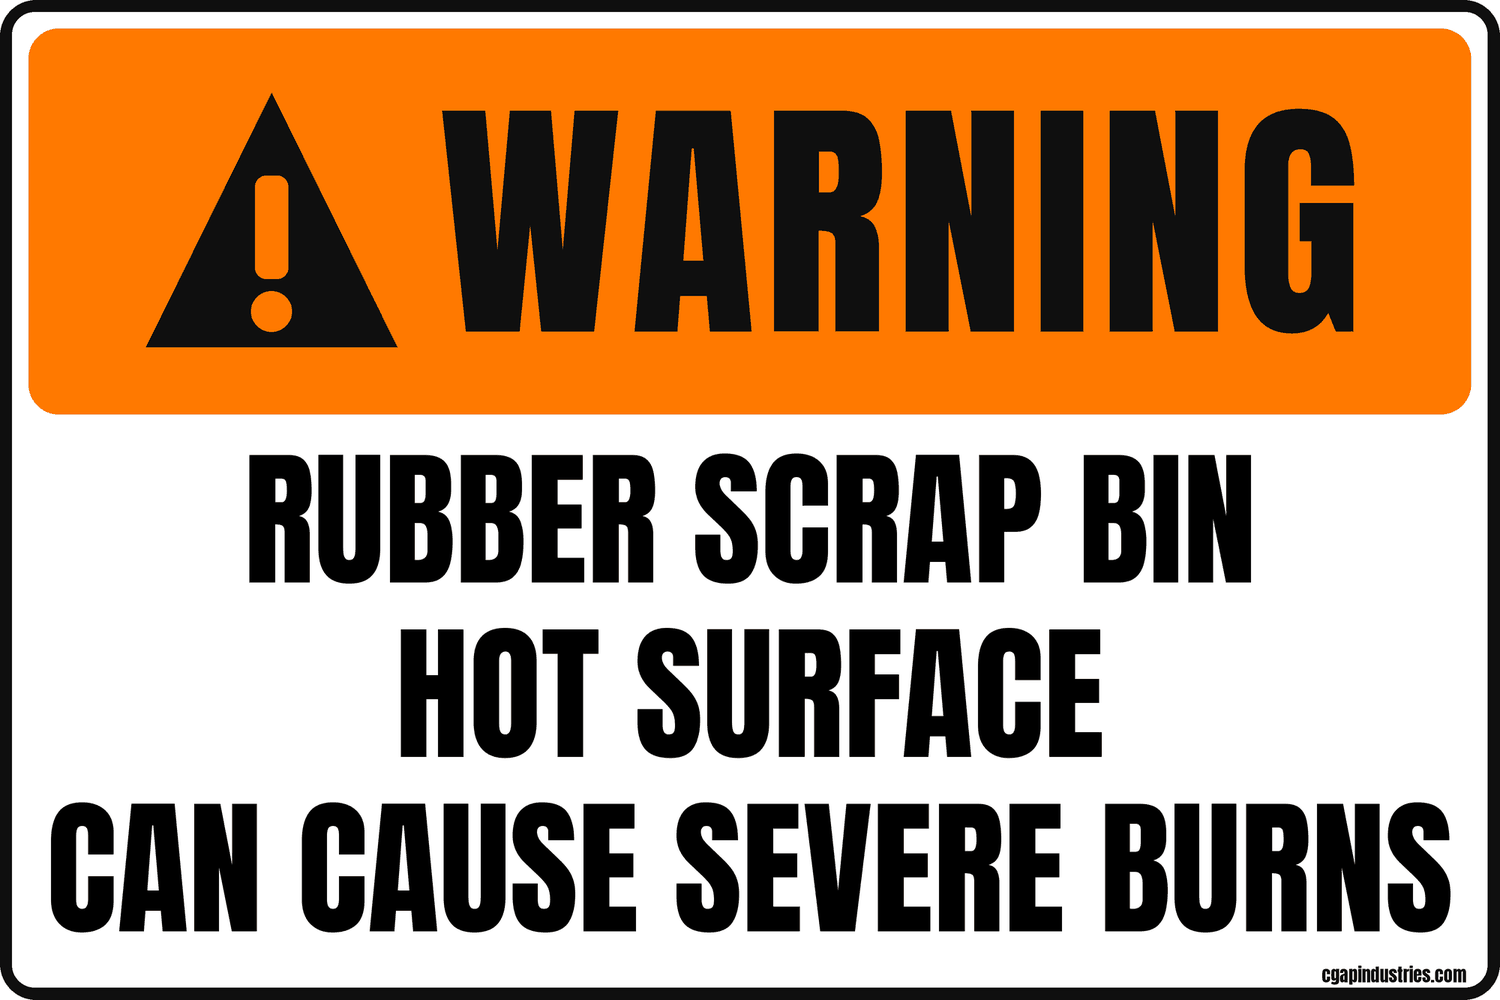 WARNING
RUBBER SCRAP BIN
HOT SURFACE
CAN CAUSE SEVERE BURNS
cgapindustries.com